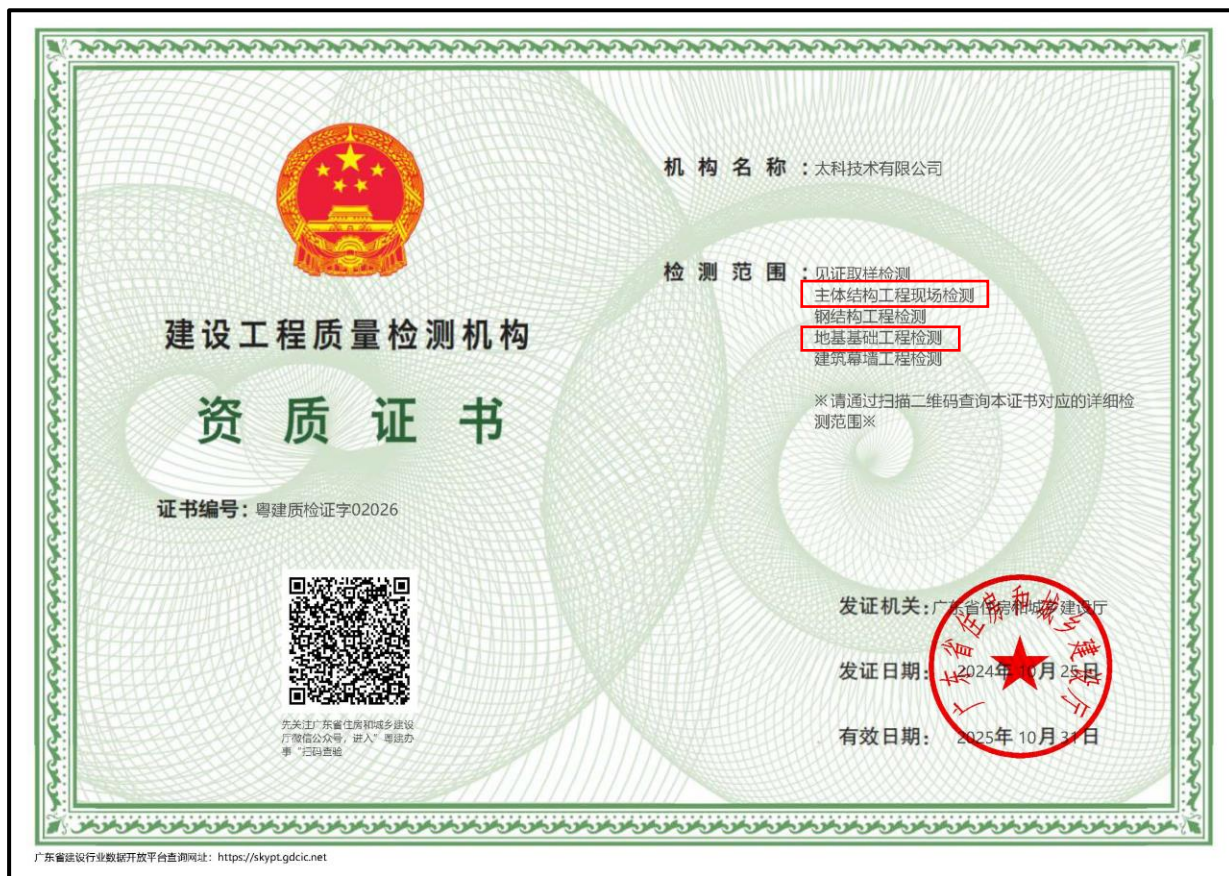 建设工程质量检测机构
资质证书
证书编号：粤建质检证字02026
先关注广东省住房和城乡建设
厅微信公众号，进入”粤建办
事“扫码查验
机构名称：太科技术有限公司
检测范围：见证取样检测
主体结构工程现场检测
钢结构工程检测
地基基础工程检测
建筑幕墙工程检测
※请通过扫描二维码查询本证书对应的详细检
测范围※
发证机关：广东省住房和城乡建设厅
发证日期：2024年10月25日
有效日期：2025年10月31日
广东省住房和城乡建设厅
广东省建设行业数据开放平台查询网址：https://skypt.gdcic.net